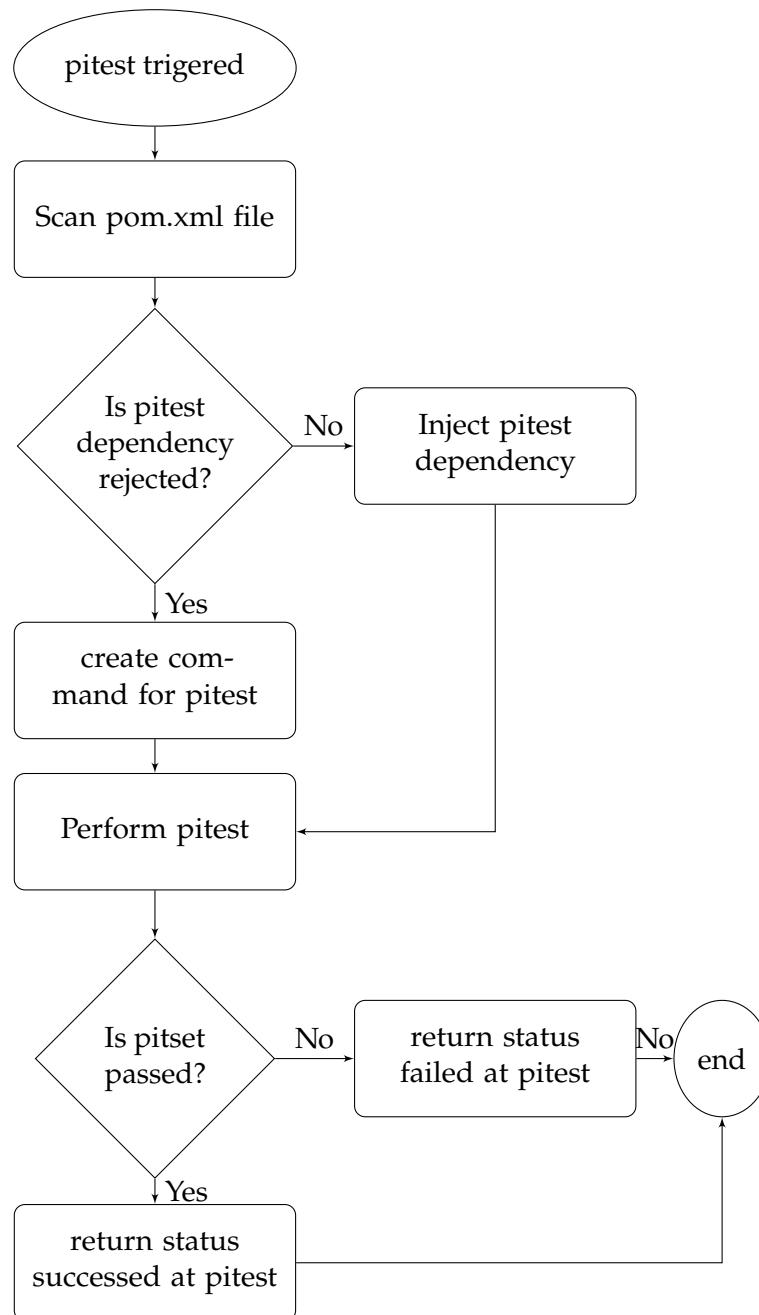 pitest trigered
Scan pom.xml file
Is pitest
dependency
rejected?
No
Inject pitest
dependency
Yes
create com-
mand for pitest
Perform pitest
Is pitset
passed?
No
return status
failed at pitest
No
end
Yes
return status
successed at pitest